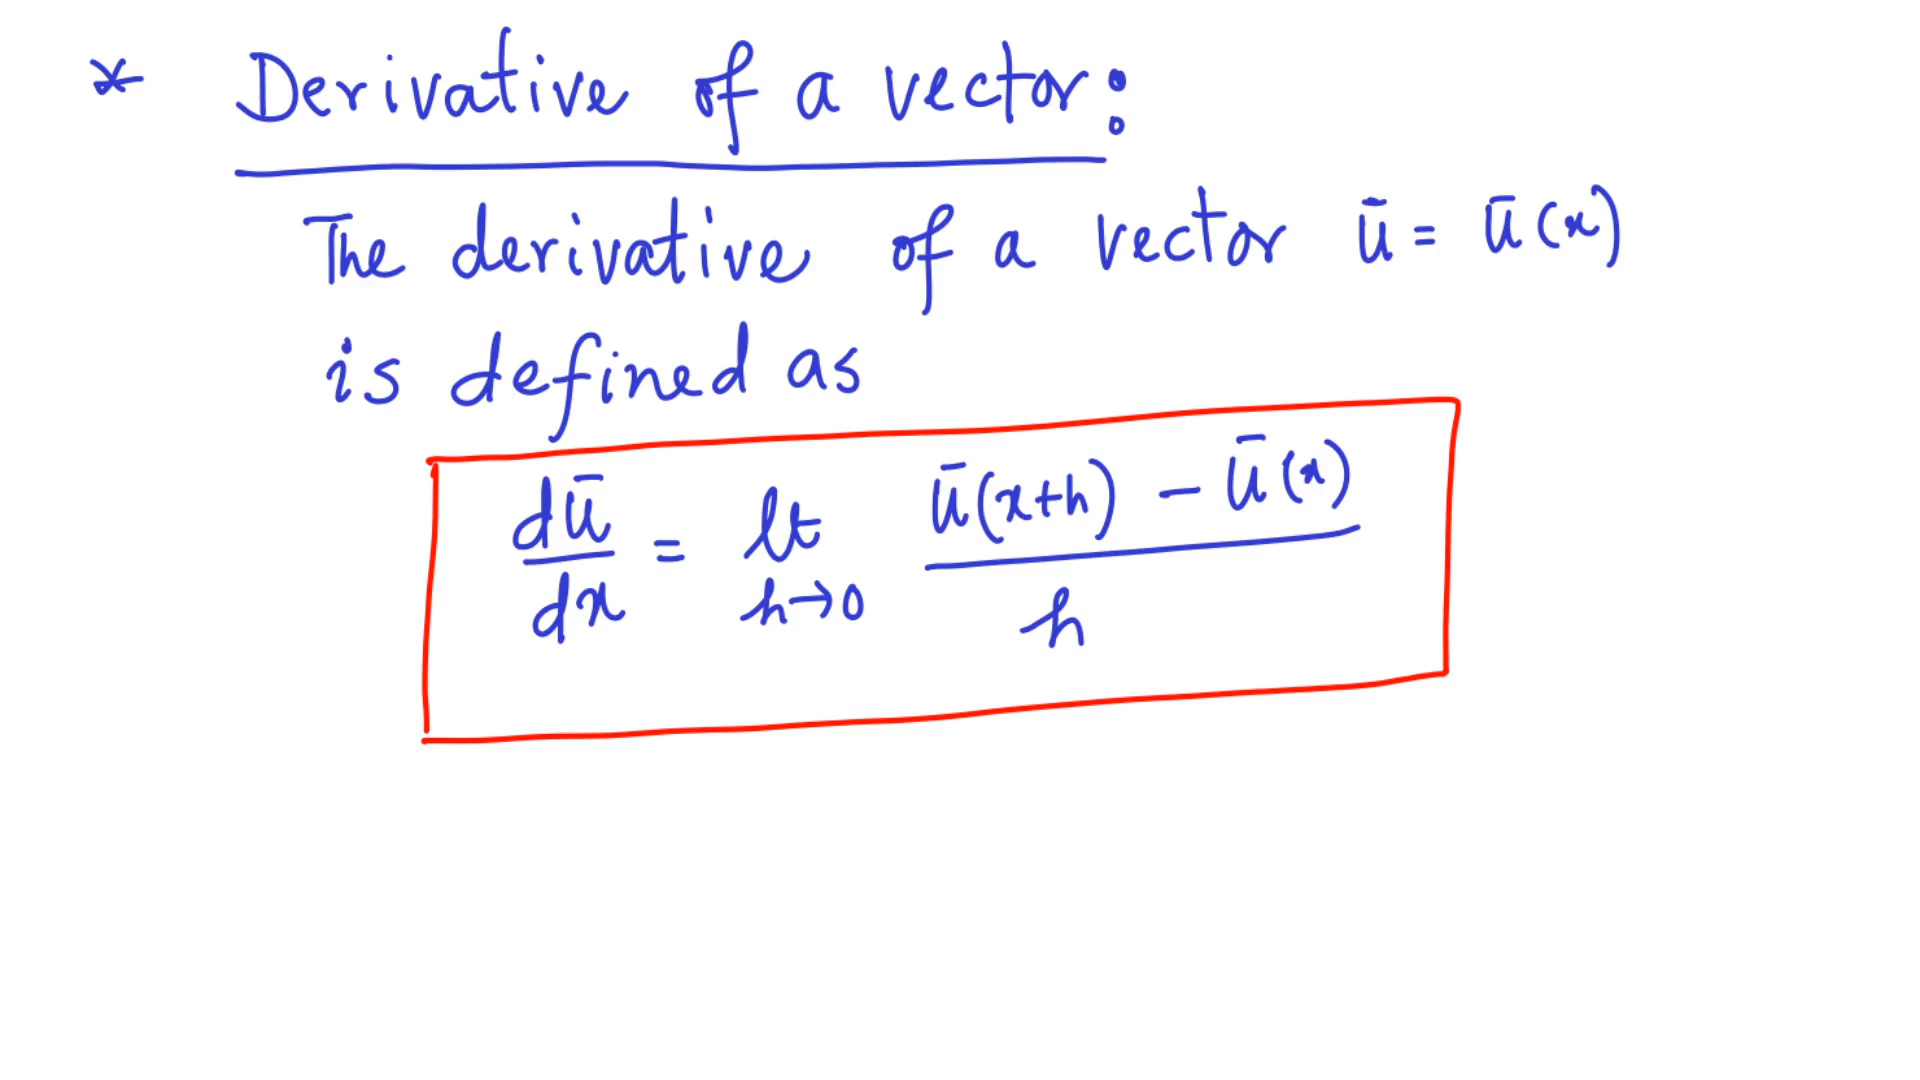 * Derivative of a vector:
The derivative of a vector ū = ū(x)
is defined as
dū/dx = lt h→0 ū(x+h) - ū(x) / h